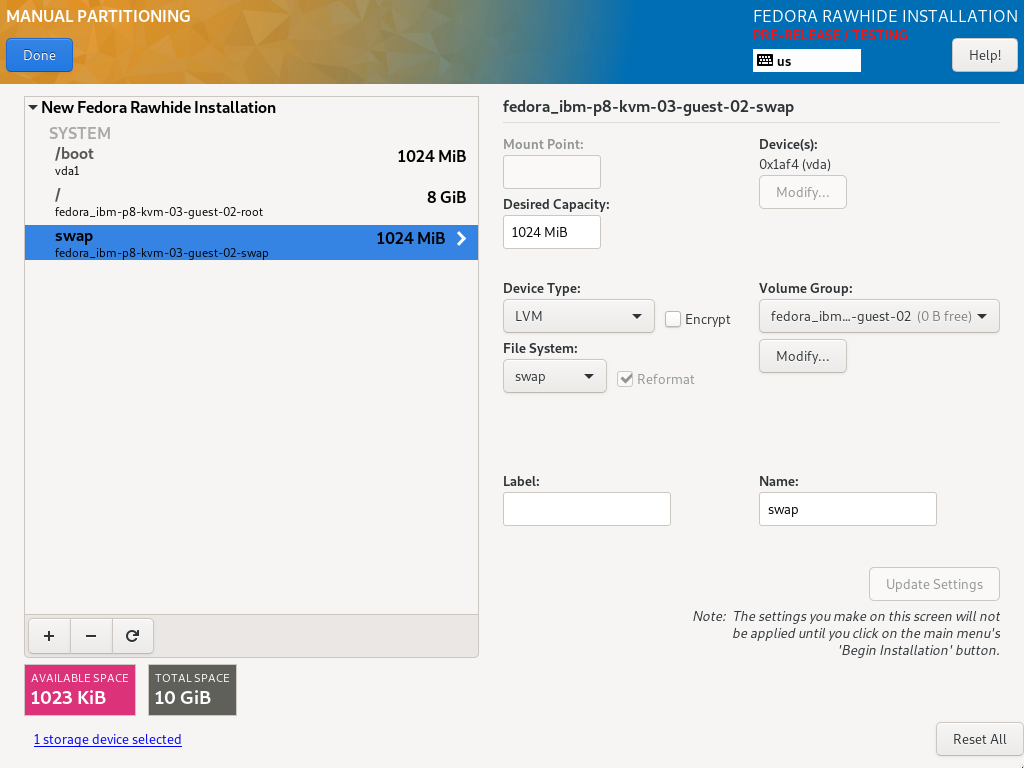 MANUAL PARTITIONING
FEDORA RAWHIDE INSTALLATION
PRE-RELEASE / TESTING
Done
us
Help!
New Fedora Rawhide Installation
SYSTEM
/boot
1024 MiB
vda1
/
8 GiB
fedora_ibm-p8-kvm-03-guest-02-root
swap
1024 MiB
fedora_ibm-p8-kvm-03-guest-02-swap
+ −
AVAILABLE SPACE
1023 KiB
TOTAL SPACE
10 GiB
1 storage device selected
fedora_ibm-p8-kvm-03-guest-02-swap
Mount Point:
Device(s):
0x1af4 (vda)
Modify...
Desired Capacity:
1024 MiB
Device Type:
Volume Group:
LVM
Encrypt
fedora_ibm...-guest-02 (0 B free)
File System:
Modify...
swap
Reformat
Label:
Name:
swap
Update Settings
Note: The settings you make on this screen will not
be applied until you click on the main menu's
'Begin Installation' button.
Reset All